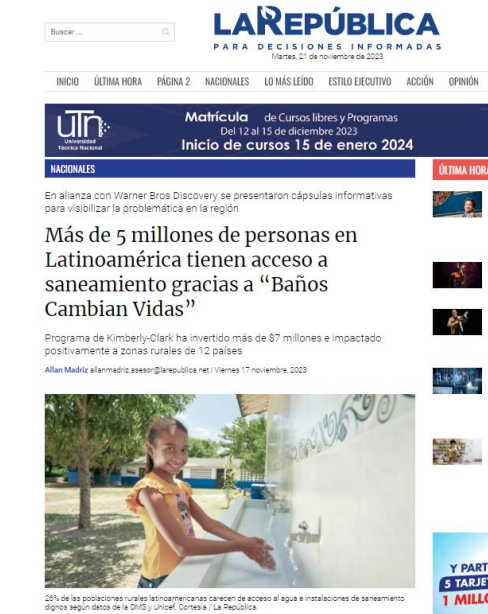 Buscar ...
LAREPÚBLICA
PARA DECISIONES INFORMADAS
Martes, 21 de noviembre de 2023
INICIO ÚLTIMA HORA PÁGINA 2 NACIONALES LO MÁS LEÍDO ESTILO EJECUTIVO ACCIÓN OPINIÓN
utn
Universidad
Técnica Nacional
Matrícula de Cursos libres y Programas
Del 12 al 15 de diciembre 2023
Inicio de cursos 15 de enero 2024
NACIONALES
ÚLTIMA HORA
En alianza con Warner Bros Discovery se presentaron cápsulas informativas
para visibilizar la problemática en la región
Más de 5 millones de personas en
Latinoamérica tienen acceso a
saneamiento gracias a “Baños
Cambian Vidas”
Programa de Kimberly-Clark ha invertido más de $7 millones e impactado
positivamente a zonas rurales de 12 países
Allan Madriz allanmadriz.asesor@larepublica.net | Viernes 17 noviembre, 2023
26% de las poblaciones rurales latinoamericanas carecen de acceso al agua e instalaciones de saneamiento
dignos según datos de la OMS y Unicef. Cortesía / La República.
Y PART
5 TARJE
1 MILLO